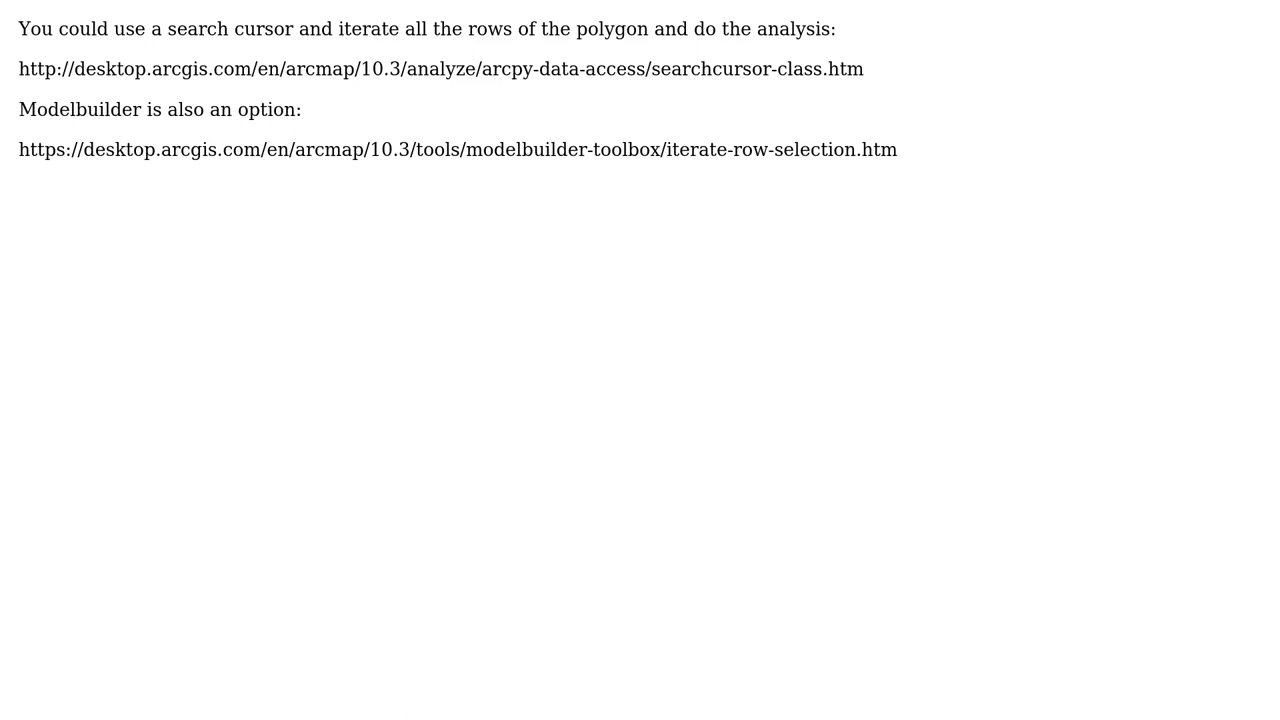 You could use a search cursor and iterate all the rows of the polygon and do the analysis:
http://desktop.arcgis.com/en/arcmap/10.3/analyze/arcpy-data-access/searchcursor-class.htm
Modelbuilder is also an option:
https://desktop.arcgis.com/en/arcmap/10.3/tools/modelbuilder-toolbox/iterate-row-selection.htm